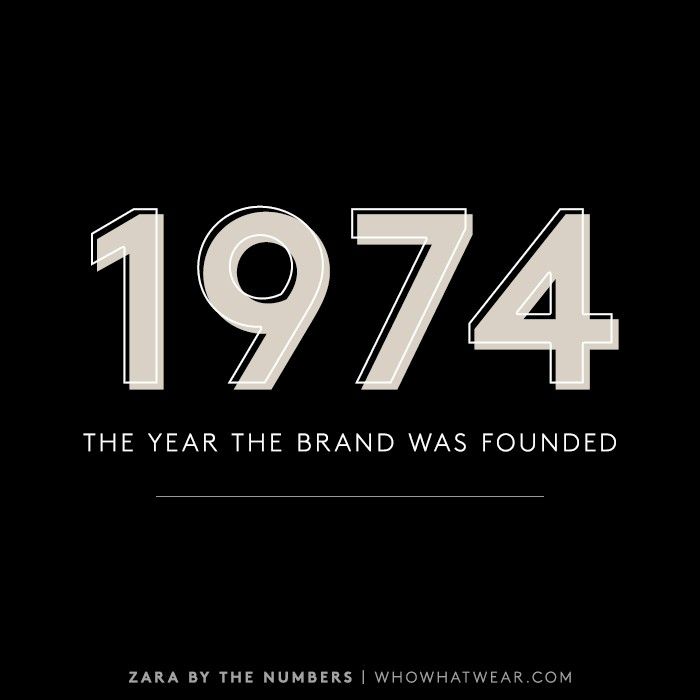 1974
THE YEAR THE BRAND WAS FOUNDED
ZARA BY THE NUMBERS | WHOWHATWEAR.COM